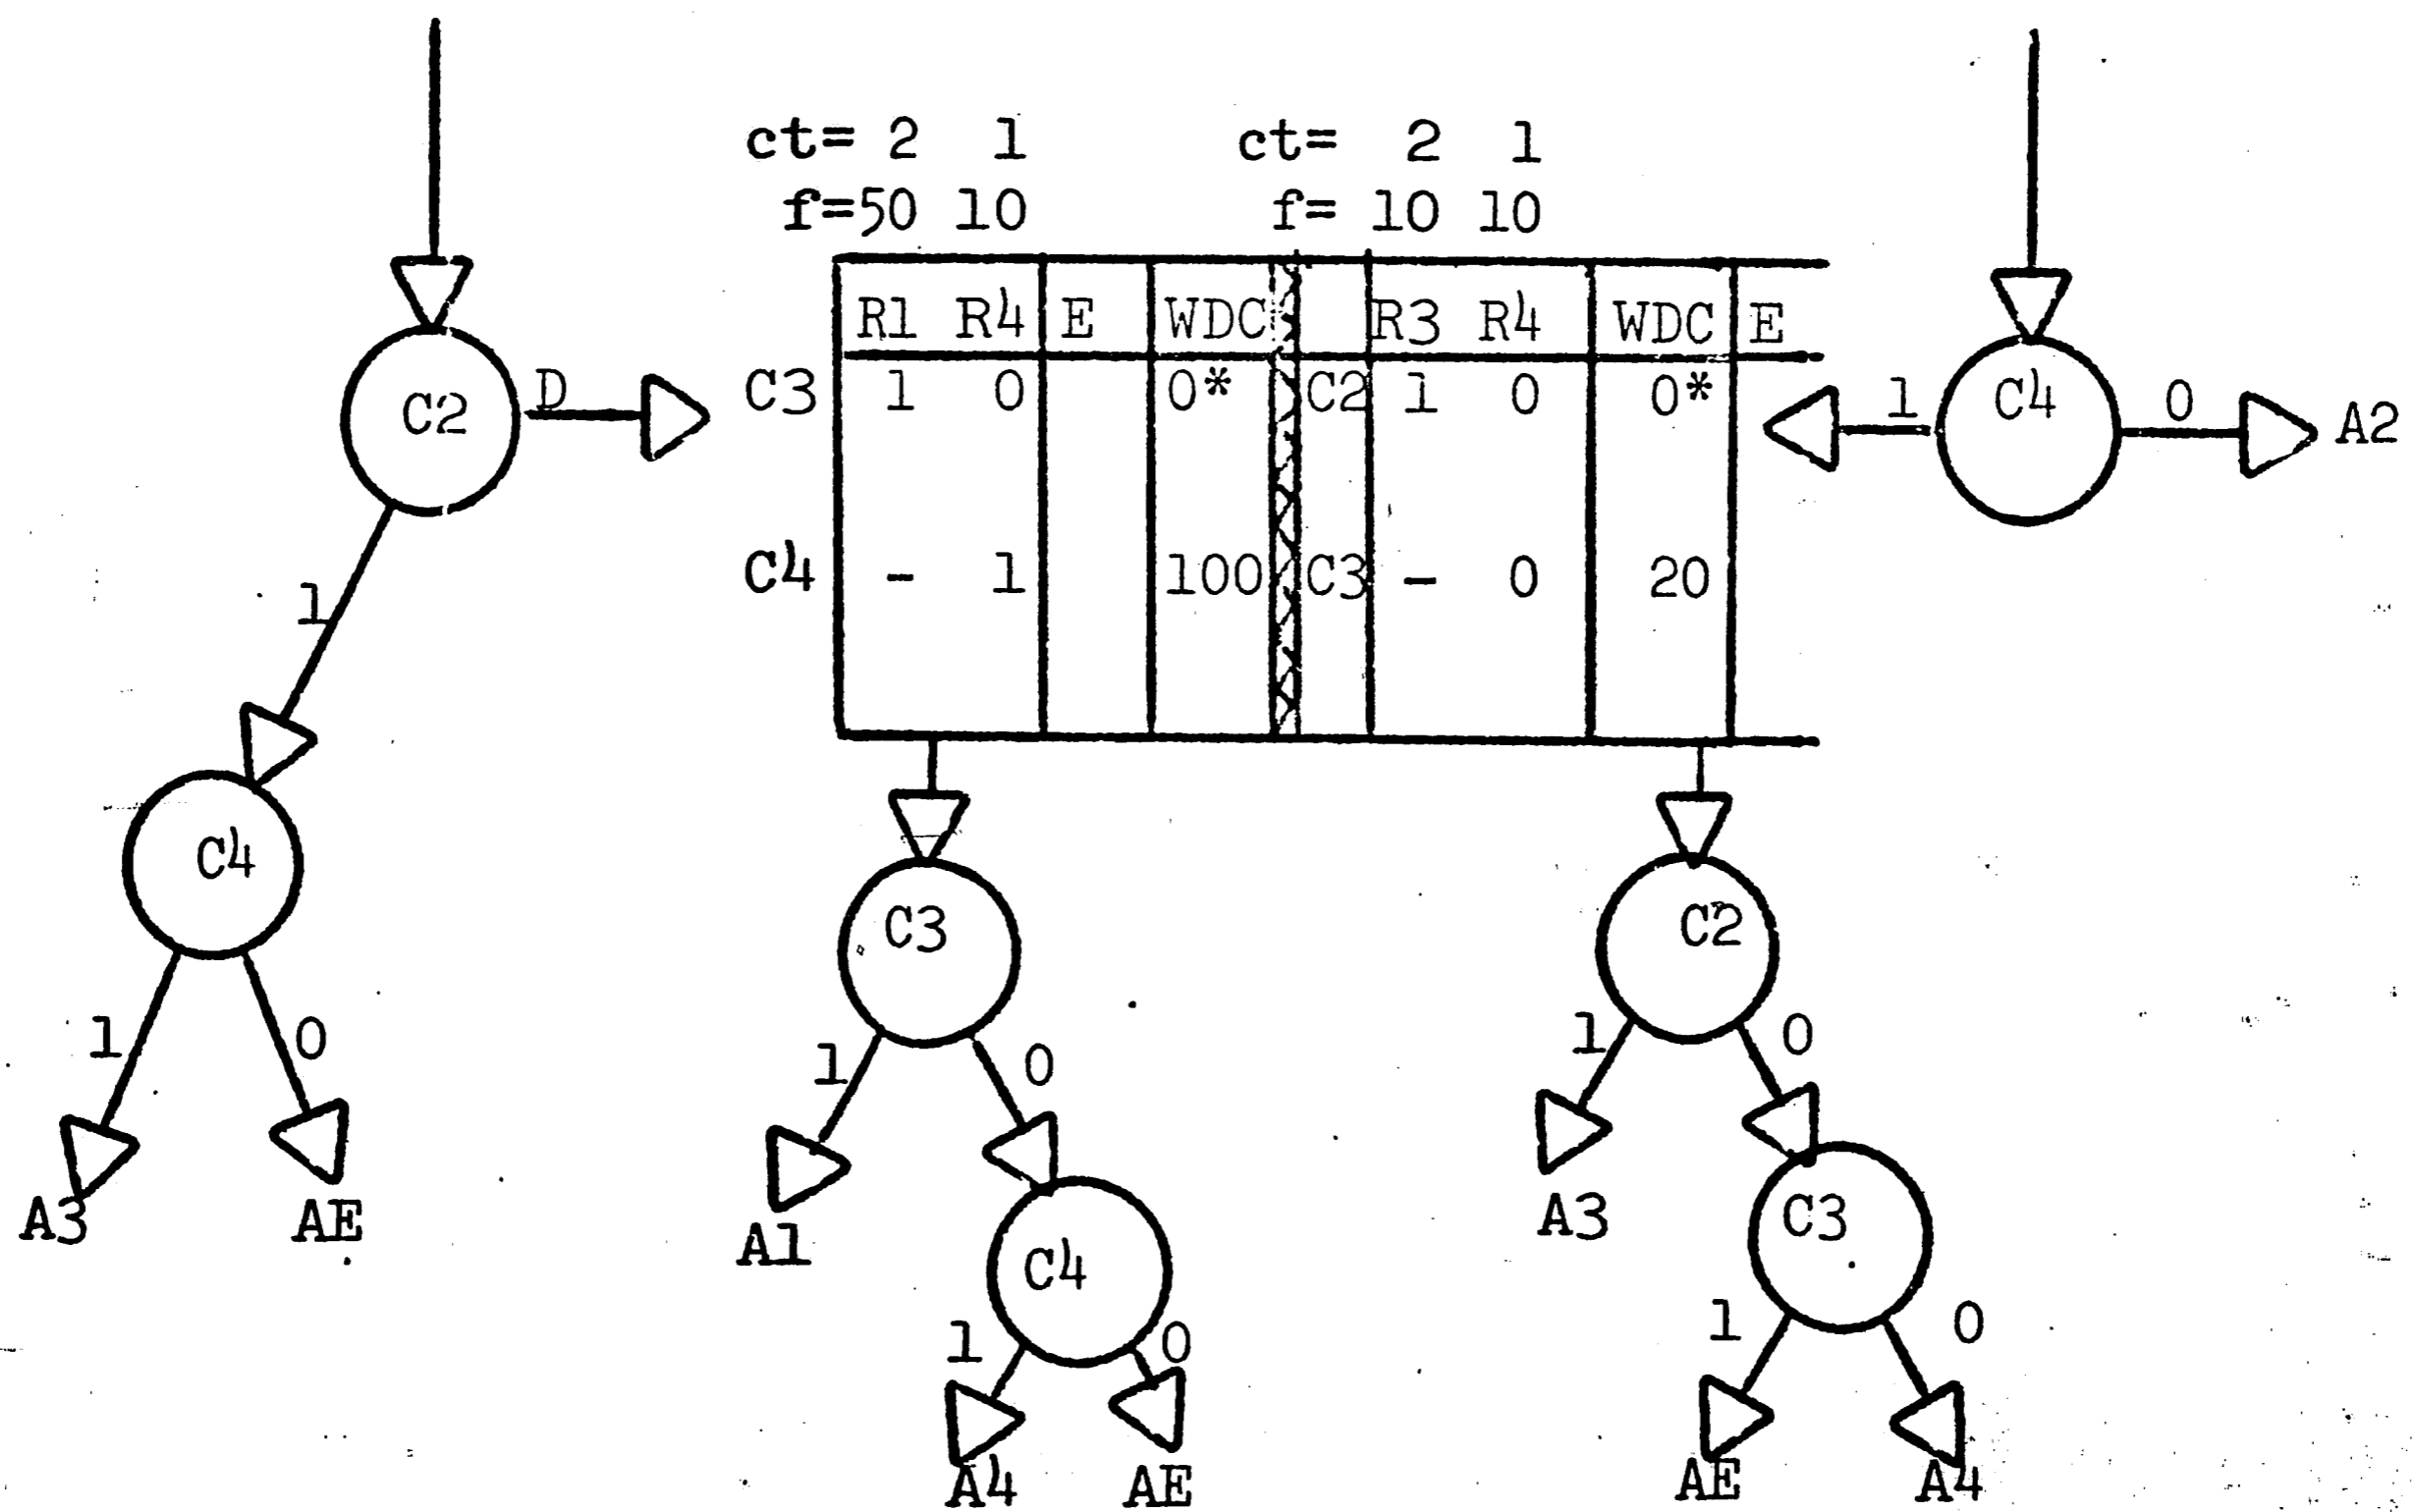 ct= 2 1 ct= 2 1
f=50 10 f= 10 10
R1 R4 E WDC R3 R4 WDC E
C2 D C3 1 0 0* C2 1 0 0* 1 C4 0 A2
C4 - 1 100 C3 - 0 20
1
C4 C3 C2
1 0 1 0 1 0
A3 AE A1 A3 C3
C4
1 0 1 0
A4 AE AE A4